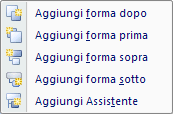 Aggiungi forma dopo
Aggiungi forma prima
Aggiungi forma sopra
Aggiungi forma sotto
Aggiungi Assistente